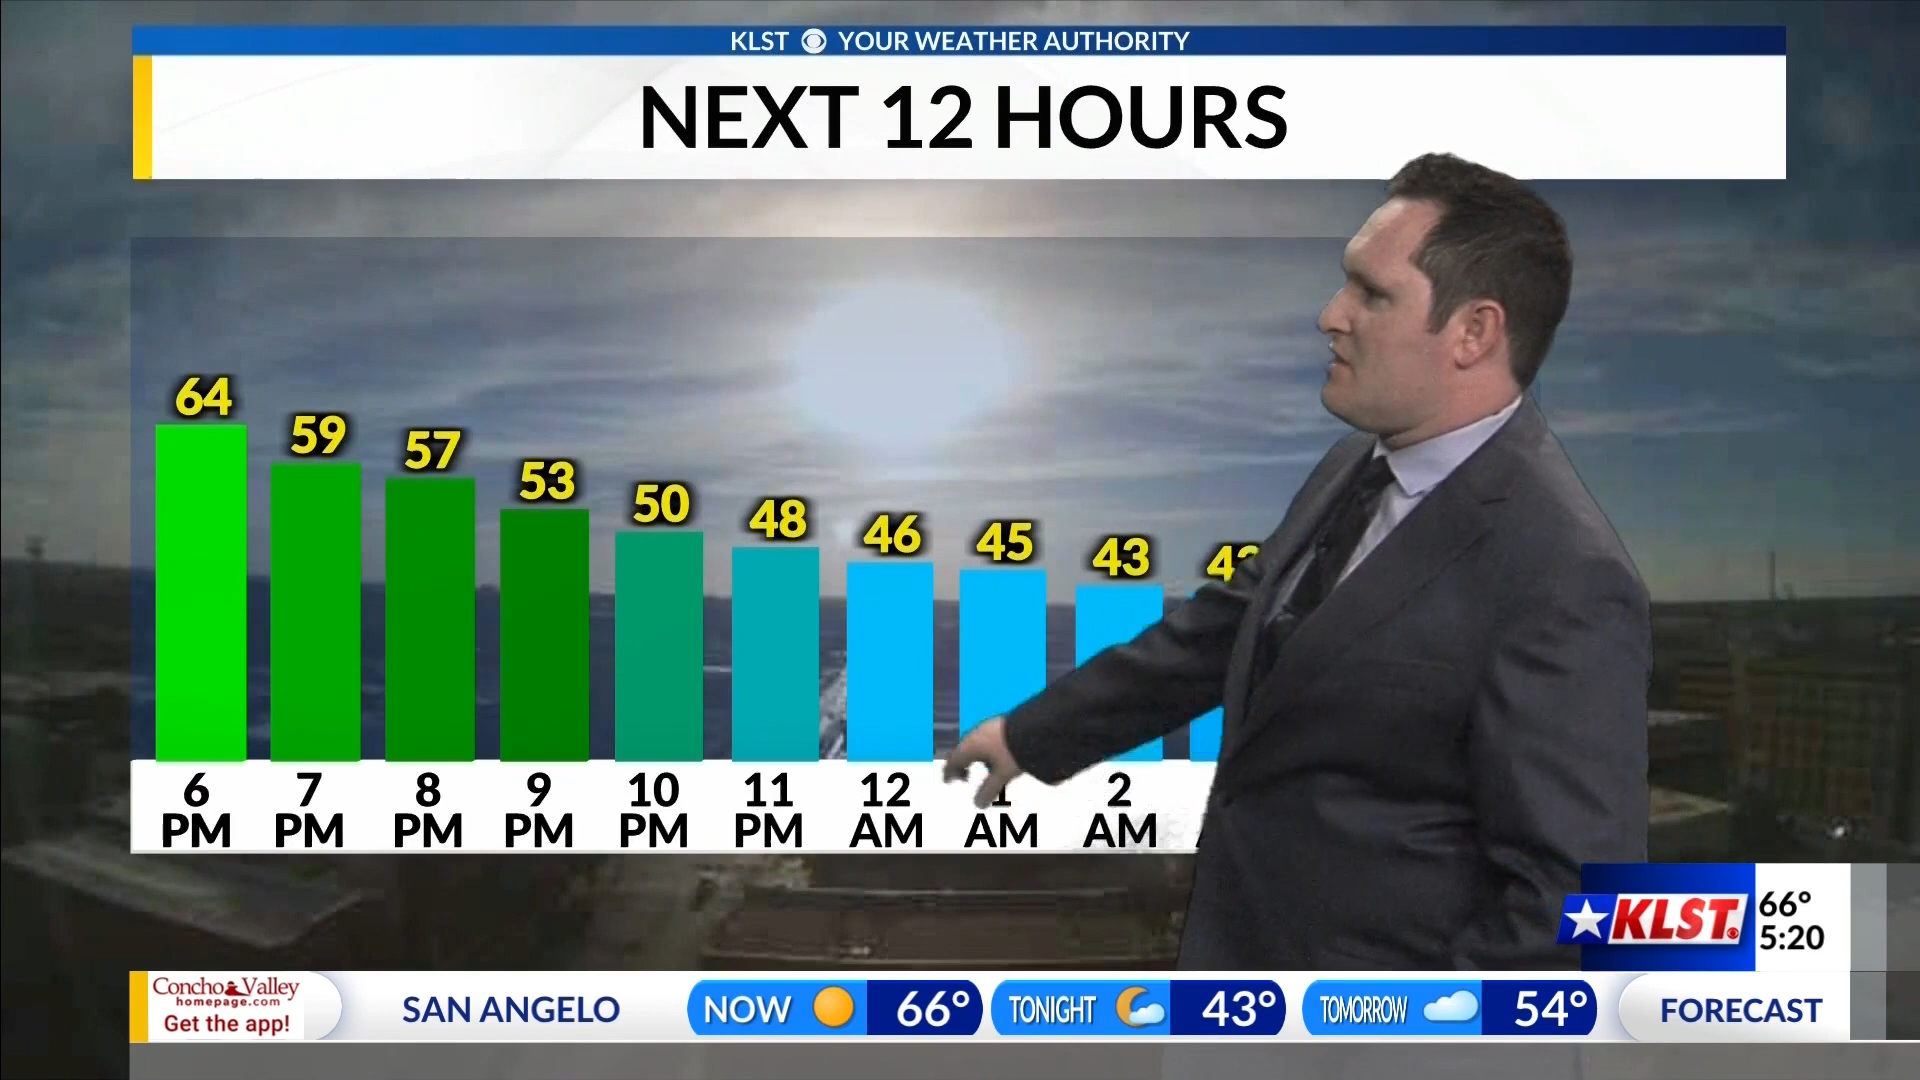 KLST YOUR WEATHER AUTHORITY
NEXT 12 HOURS
64 59 57 53 50 48 46 45 43
6 7 8 9 10 11 12 1 2
PM PM PM PM PM PM AM AM AM
KLST.
66°
5:20
Concho Valley
homepage.com
Get the app!
SAN ANGELO
NOW 66°
TONIGHT 43°
TOMORROW 54°
FORECAST